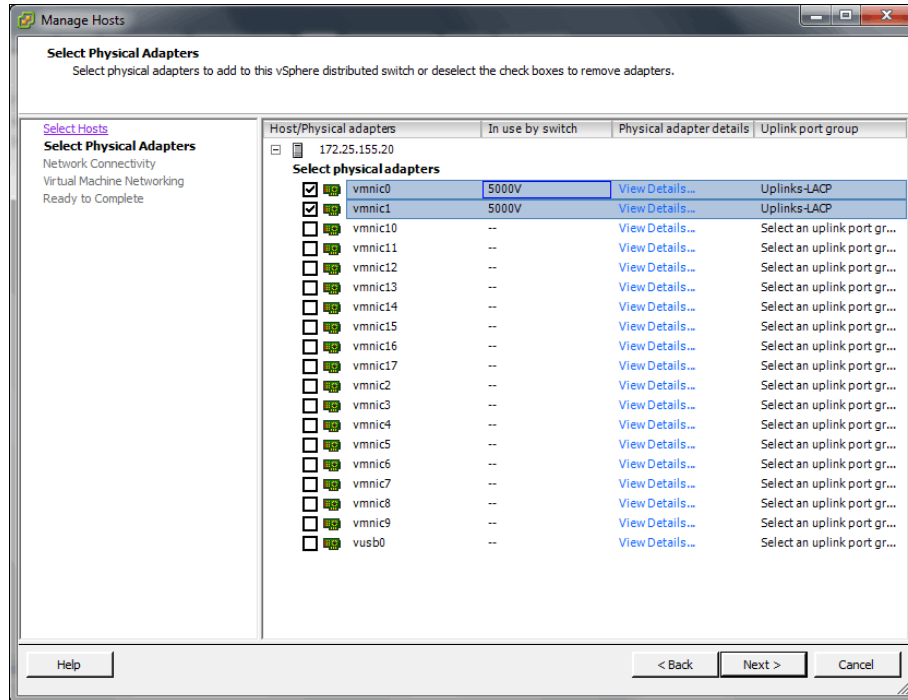 Manage Hosts
Select Physical Adapters
Select physical adapters to add to this vSphere distributed switch or deselect the check boxes to remove adapters.
Select Hosts
Select Physical Adapters
Network Connectivity
Virtual Machine Networking
Ready to Complete
Host/Physical adapters In use by switch Physical adapter details Uplink port group
172.25.155.20
Select physical adapters
vmnic0 5000V View Details... Uplinks-LACP
vmnic1 5000V View Details... Uplinks-LACP
vmnic10 -- View Details... Select an uplink port gr...
vmnic11 -- View Details... Select an uplink port gr...
vmnic12 -- View Details... Select an uplink port gr...
vmnic13 -- View Details... Select an uplink port gr...
vmnic14 -- View Details... Select an uplink port gr...
vmnic15 -- View Details... Select an uplink port gr...
vmnic16 -- View Details... Select an uplink port gr...
vmnic17 -- View Details... Select an uplink port gr...
vmnic2 -- View Details... Select an uplink port gr...
vmnic3 -- View Details... Select an uplink port gr...
vmnic4 -- View Details... Select an uplink port gr...
vmnic5 -- View Details... Select an uplink port gr...
vmnic6 -- View Details... Select an uplink port gr...
vmnic7 -- View Details... Select an uplink port gr...
vmnic8 -- View Details... Select an uplink port gr...
vmnic9 -- View Details... Select an uplink port gr...
vusb0 -- View Details... Select an uplink port gr...
Help < Back Next > Cancel